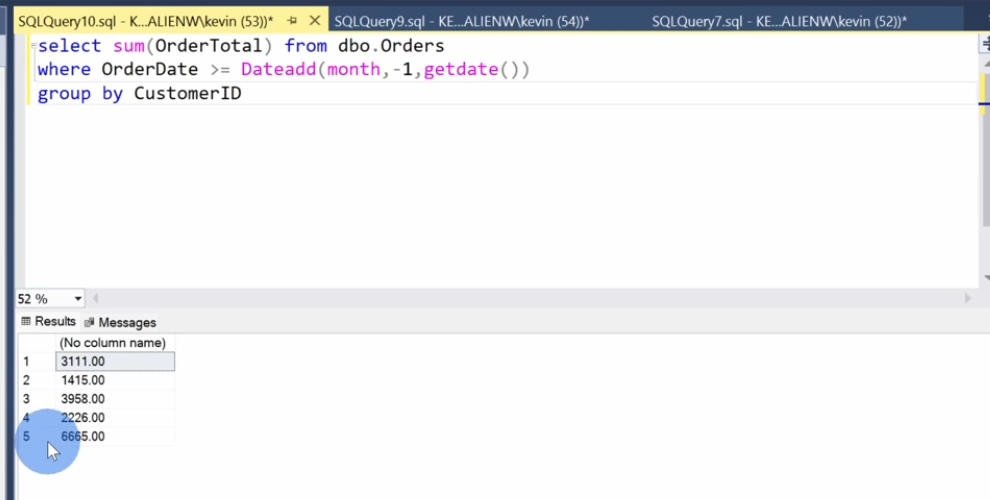 SQLQuery10.sql - K...ALIENW\kevin (53))* SQLQuery9.sql - KE...ALIENW\kevin (54))* SQLQuery7.sql - KE...ALIENW\kevin (52))*
select sum(OrderTotal) from dbo.Orders
where OrderDate >= Dateadd(month,-1,getdate())
group by CustomerID
52 %
Results Messages
(No column name)
1 3111.00
2 1415.00
3 3958.00
4 2226.00
5 6665.00